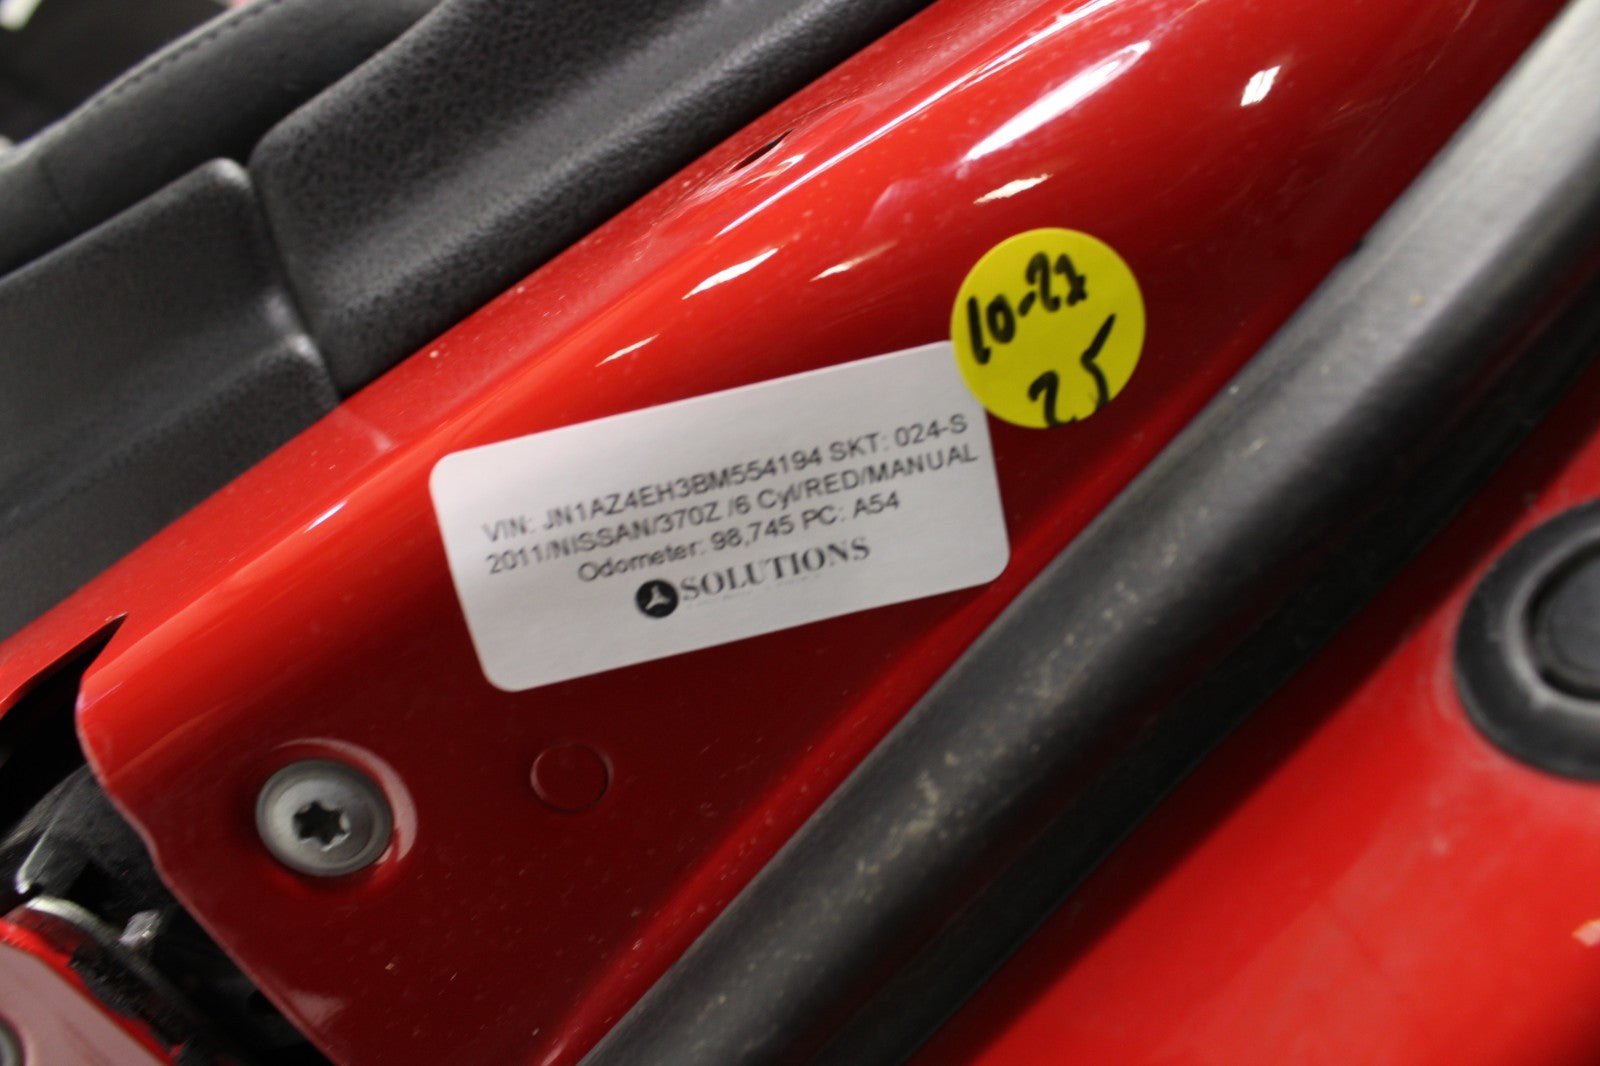 10-21
25
VIN: JN1AZ4EH3BM554194 SKT: 024-S
2011/NISSAN/370Z /6 Cyl/RED/MANUAL
Odometer: 98,745 PC: A54
SOLUTIONS